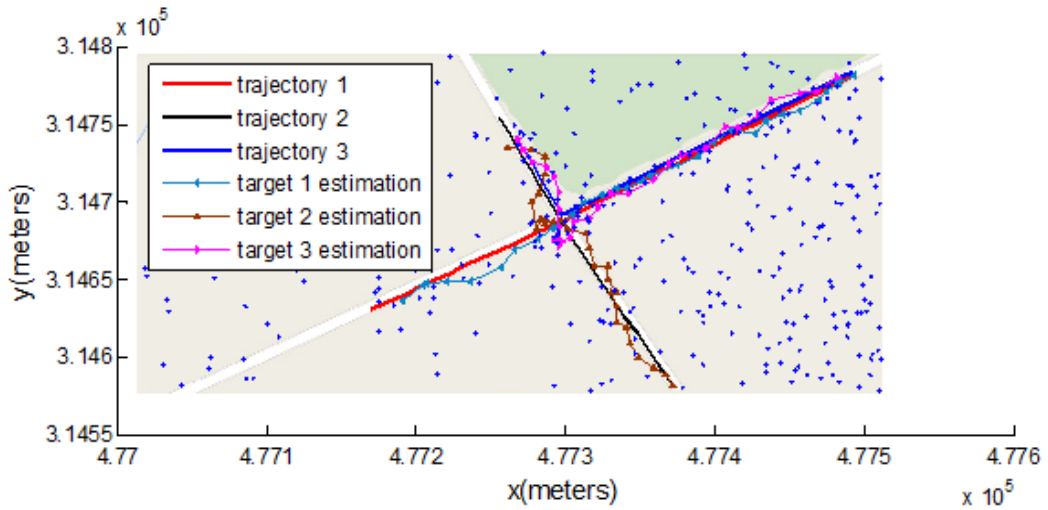 x 10^5
3.148
3.1475
3.147
3.1465
3.146
3.1455
y(meters)
trajectory 1
trajectory 2
trajectory 3
target 1 estimation
target 2 estimation
target 3 estimation
4.77
4.771
4.772
4.773
4.774
4.775
4.776
x(meters)
x 10^5